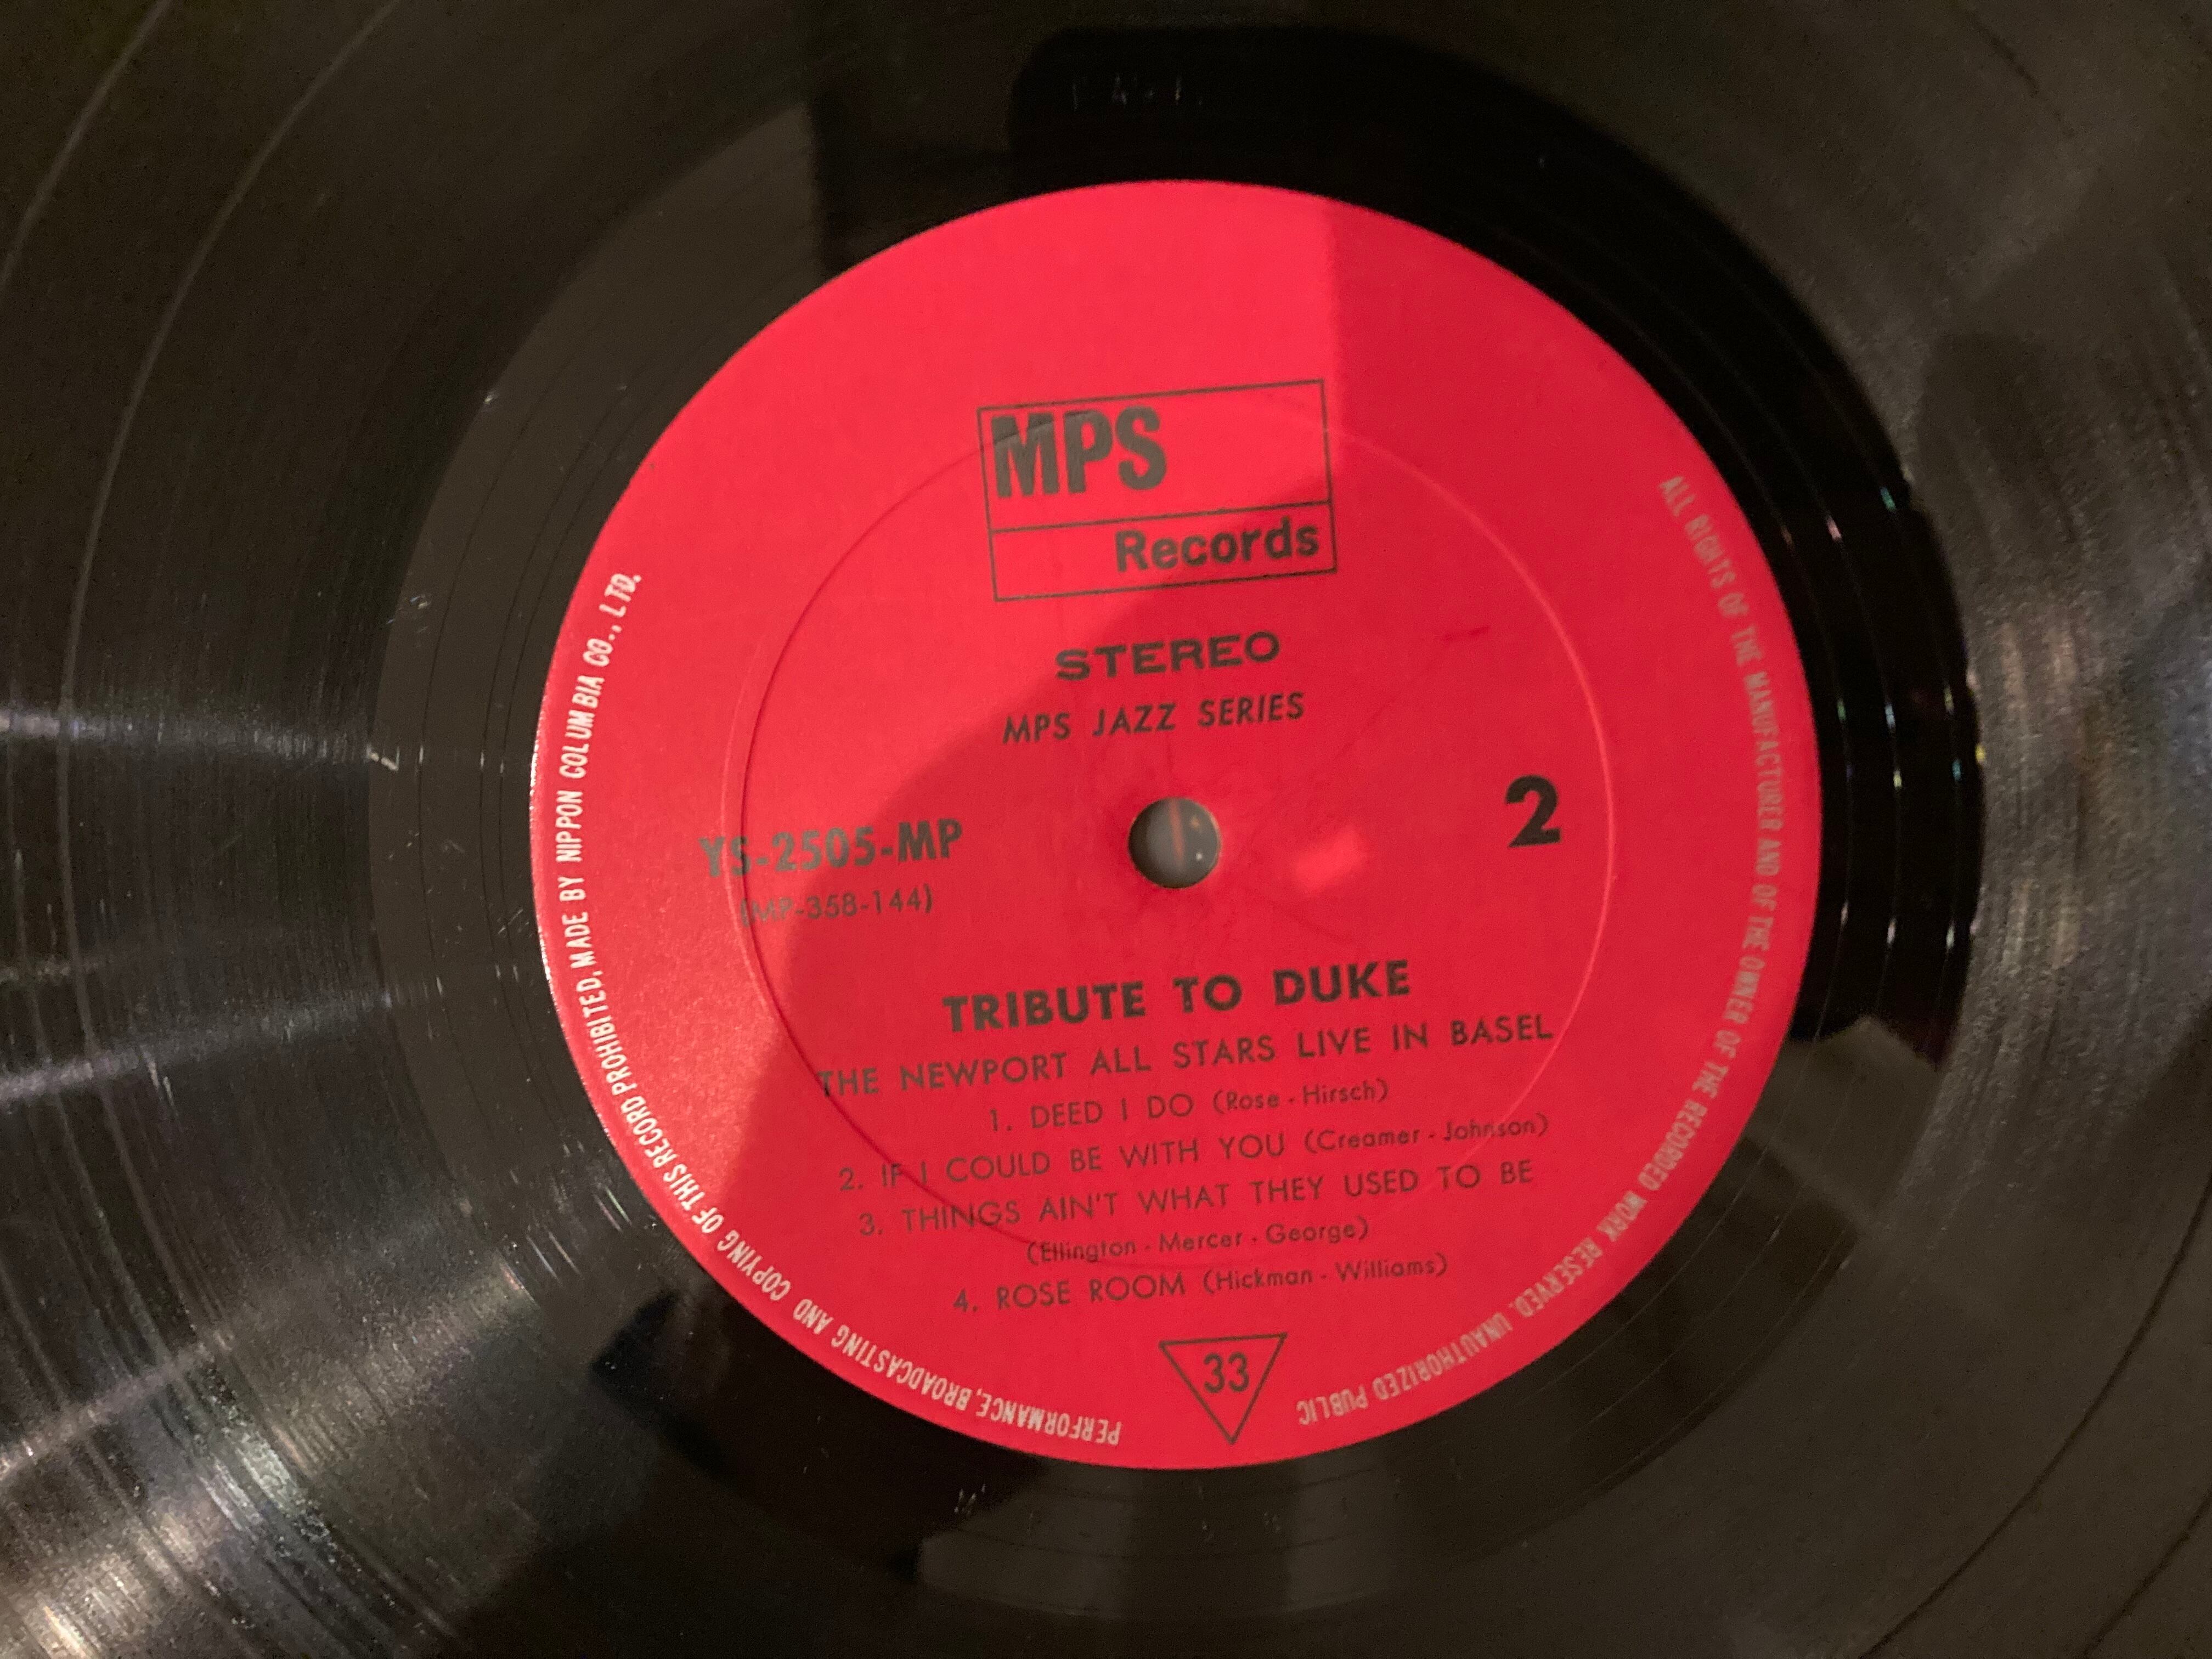 MPS
Records
STEREO
MPS JAZZ SERIES
YS-2505-MP
(MP-358-144)
2
TRIBUTE TO DUKE
THE NEWPORT ALL STARS LIVE IN BASEL
1. DEED I DO (Rose - Hirsch)
2. IF I COULD BE WITH YOU (Creamer - Johnson)
3. THINGS AIN'T WHAT THEY USED TO BE
(Ellington - Mercer - George)
4. ROSE ROOM (Hickman - Williams)
33
ALL RIGHTS OF THE MANUFACTURER AND OF THE OWNER OF THE RECORDED WORK RESERVED. UNAUTHORIZED PUBLIC
PERFORMANCE, BROADCASTING AND COPYING OF THIS RECORD PROHIBITED, MADE BY NIPPON COLUMBIA CO., LTD.